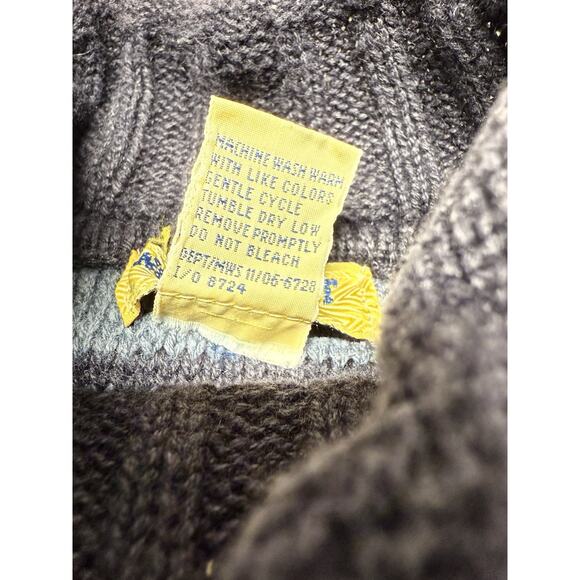 MACHINE WASH WARM
WITH LIKE COLORS
GENTLE CYCLE
TUMBLE DRY LOW
REMOVE PROMPTLY
DO NOT BLEACH
DEPT/MWS 11/06-6728
I/O 8724